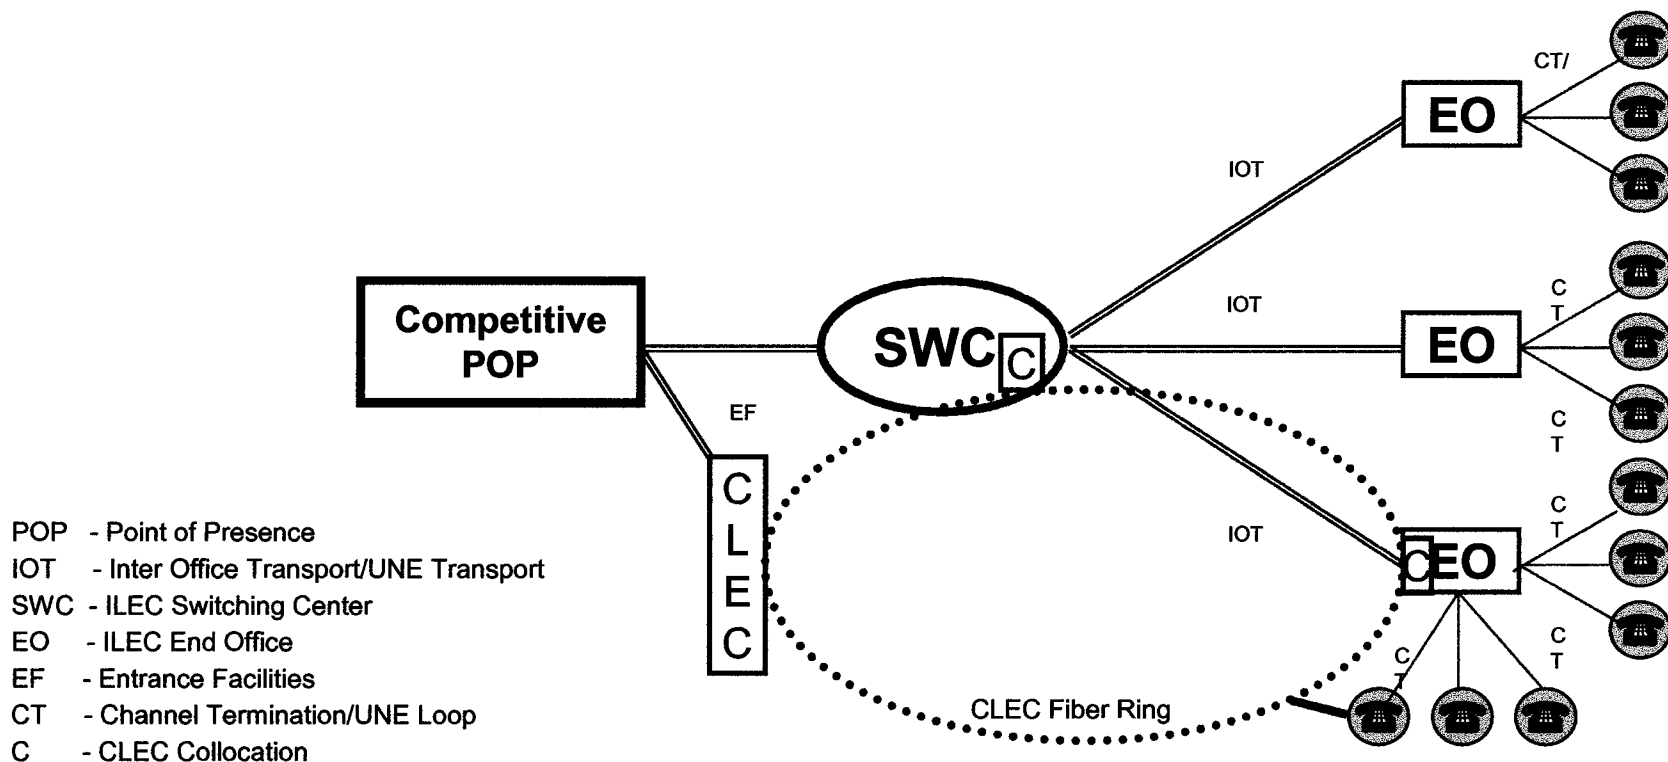 CT/
EO
IOT
IOT
C
T
Competitive
POP
SWC
C
EO
EF
C
T
C
L
E
C
C
T
IOT
C
EO
POP - Point of Presence
IOT - Inter Office Transport/UNE Transport
SWC - ILEC Switching Center
EO - ILEC End Office
EF - Entrance Facilities
CT - Channel Termination/UNE Loop
C - CLEC Collocation
C
T
C
T
CLEC Fiber Ring